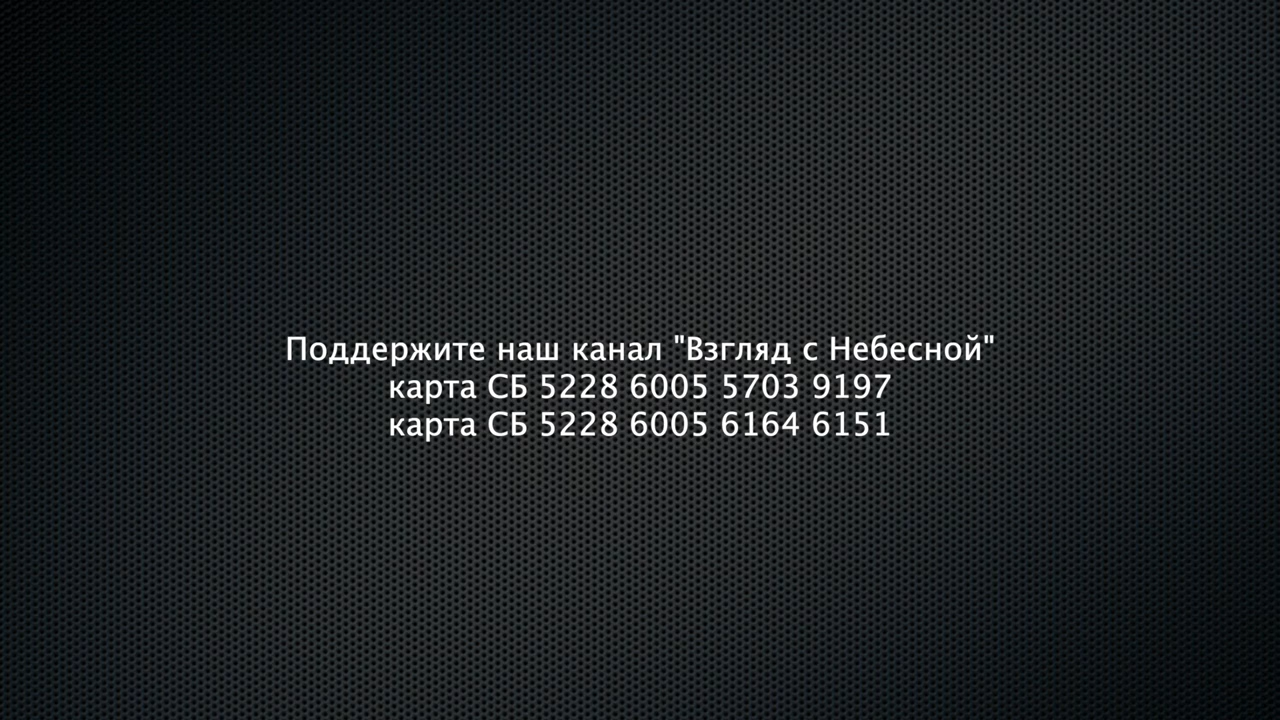 Поддержите наш канал "Взгляд с Небесной"
карта СБ 5228 6005 5703 9197
карта СБ 5228 6005 6164 6151